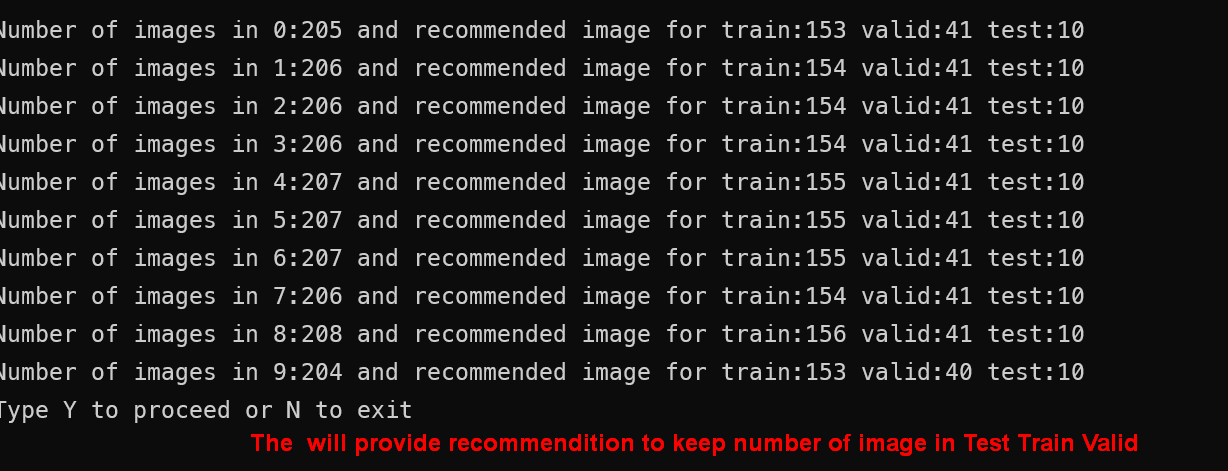 Number of images in 0:205 and recommended image for train:153 valid:41 test:10
Number of images in 1:206 and recommended image for train:154 valid:41 test:10
Number of images in 2:206 and recommended image for train:154 valid:41 test:10
Number of images in 3:206 and recommended image for train:154 valid:41 test:10
Number of images in 4:207 and recommended image for train:155 valid:41 test:10
Number of images in 5:207 and recommended image for train:155 valid:41 test:10
Number of images in 6:207 and recommended image for train:155 valid:41 test:10
Number of images in 7:206 and recommended image for train:154 valid:41 test:10
Number of images in 8:208 and recommended image for train:156 valid:41 test:10
Number of images in 9:204 and recommended image for train:153 valid:40 test:10
Type Y to proceed or N to exit
The  will provide recommendition to keep number of image in Test Train Valid